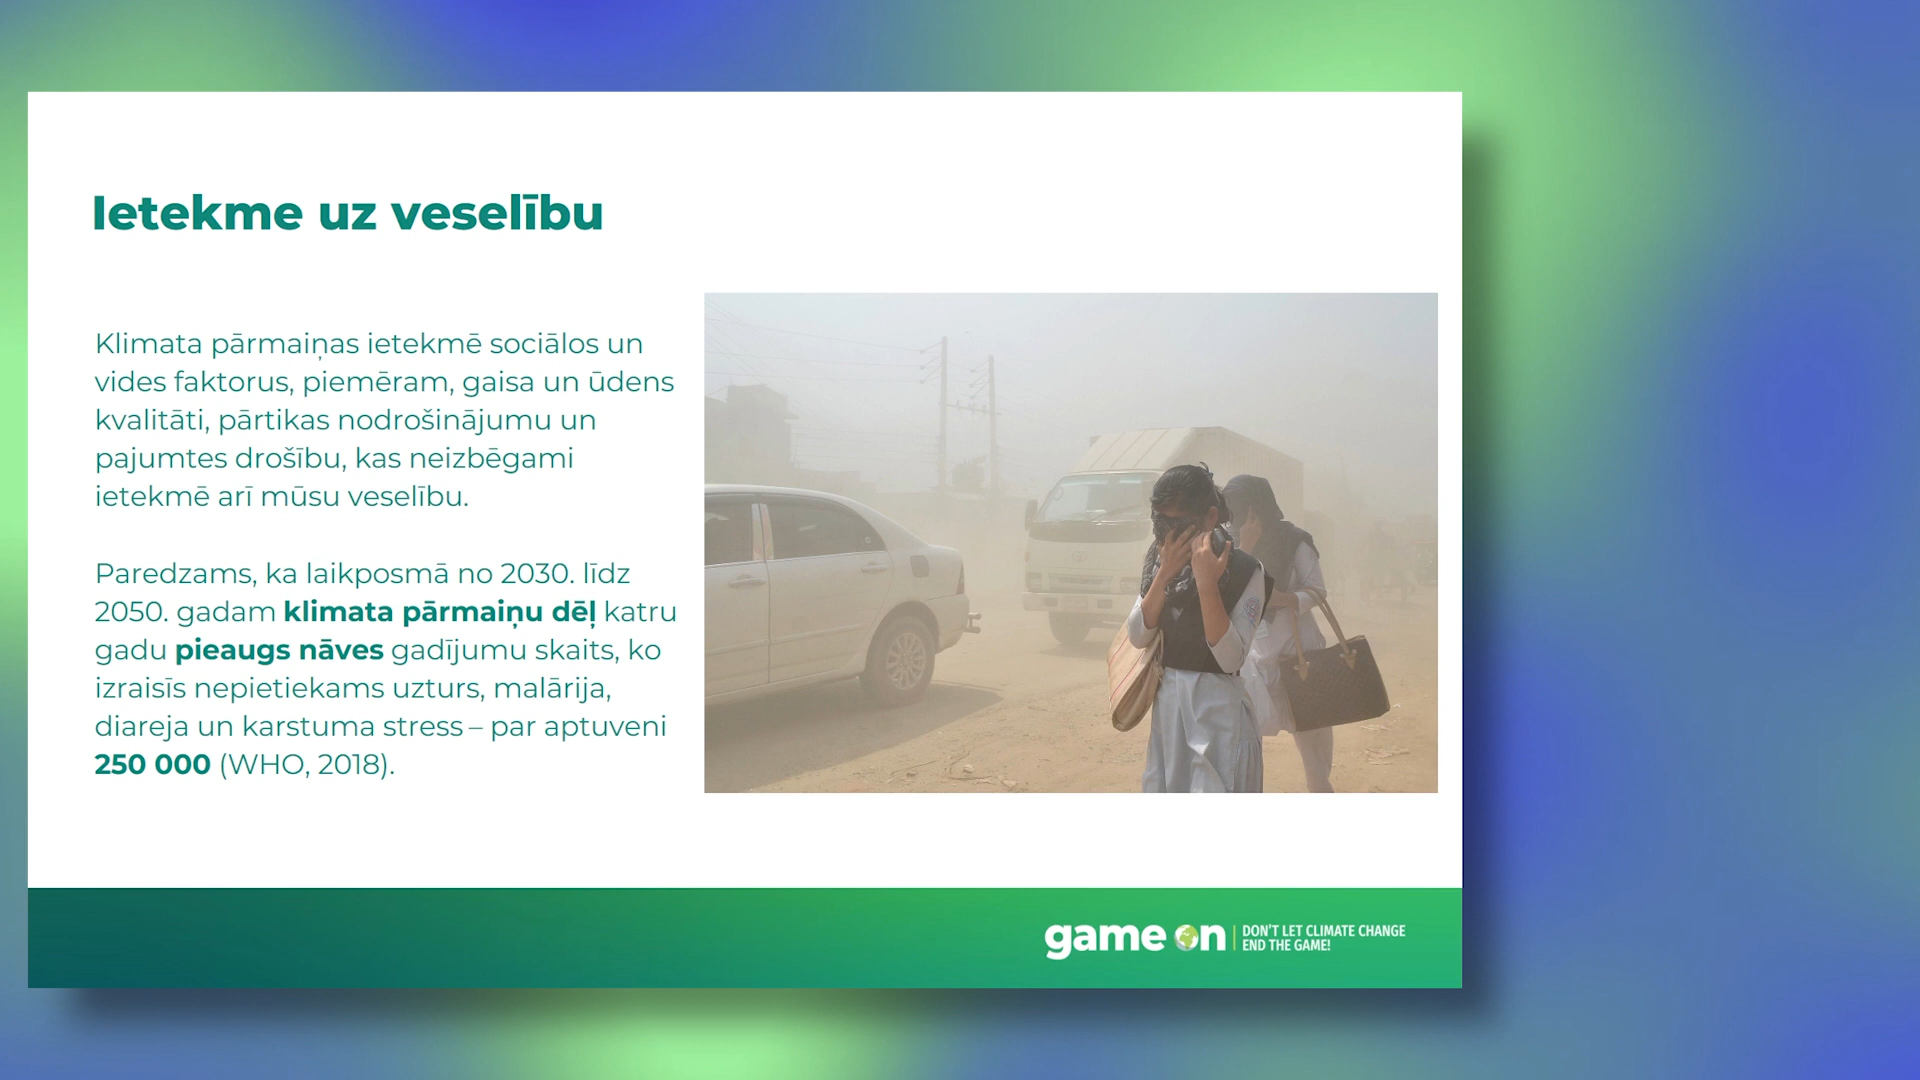 Ietekme uz veselību
Klimata pārmaiņas ietekmē sociālos un
vides faktorus, piemēram, gaisa un ūdens
kvalitāti, pārtikas nodrošinājumu un
pajumtes drošību, kas neizbēgami
ietekmē arī mūsu veselību.
Paredzams, ka laikposmā no 2030. līdz
2050. gadam klimata pārmaiņu dēļ katru
gadu pieaugs nāves gadījumu skaits, ko
izraisīs nepietiekams uzturs, malārija,
diareja un karstuma stress – par aptuveni
250 000 (WHO, 2018).
game on
DON'T LET CLIMATE CHANGE
END THE GAME!